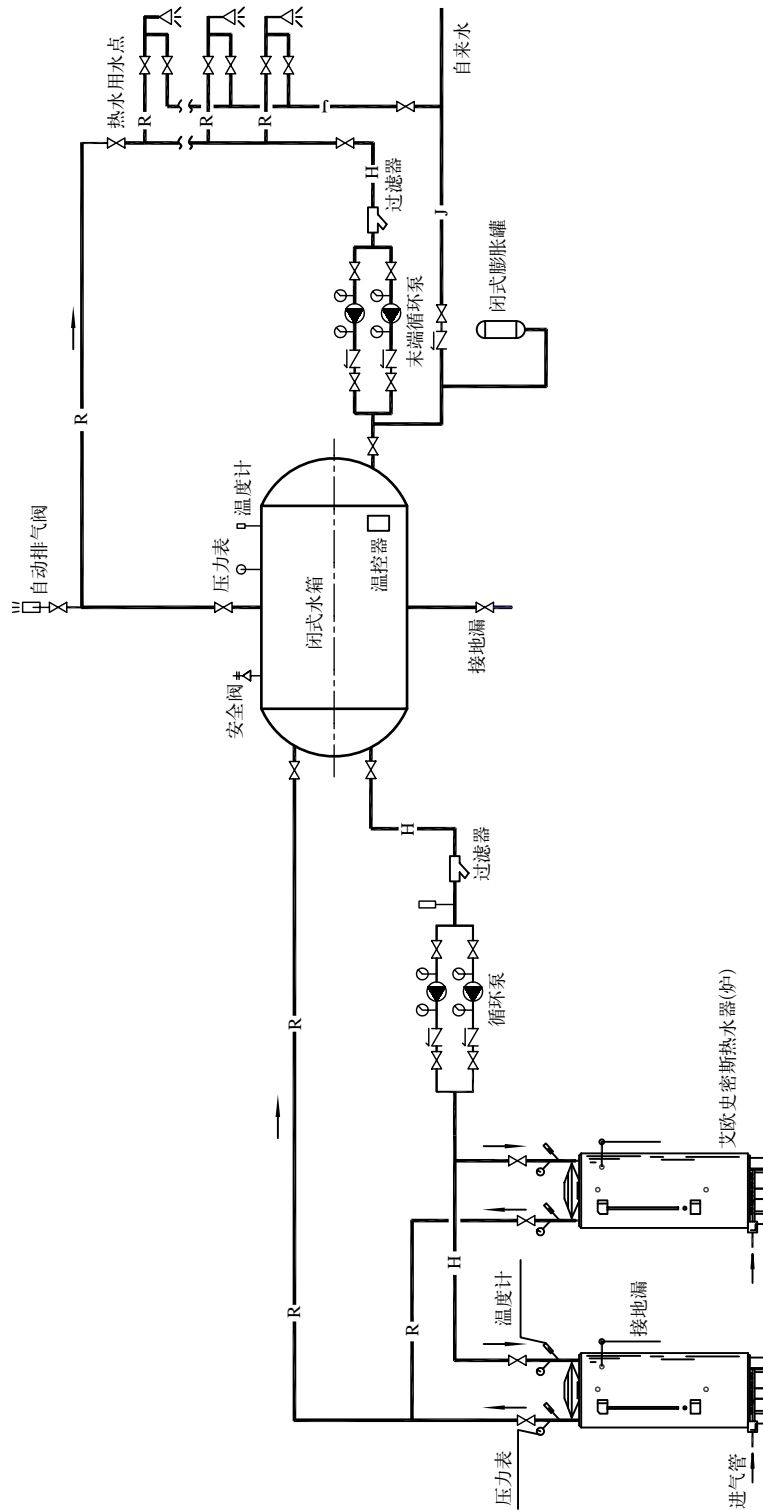 自动排气阀
R
热水用水点
R
R
R
J
自来水
H
过滤器
末端循环泵
J
闭式膨胀罐
安全阀
压力表
温度计
闭式水箱
温控器
接地漏
R
R
H
过滤器
循环泵
R
H
压力表
温度计
接地漏
进气管
艾欧史密斯热水器(炉)